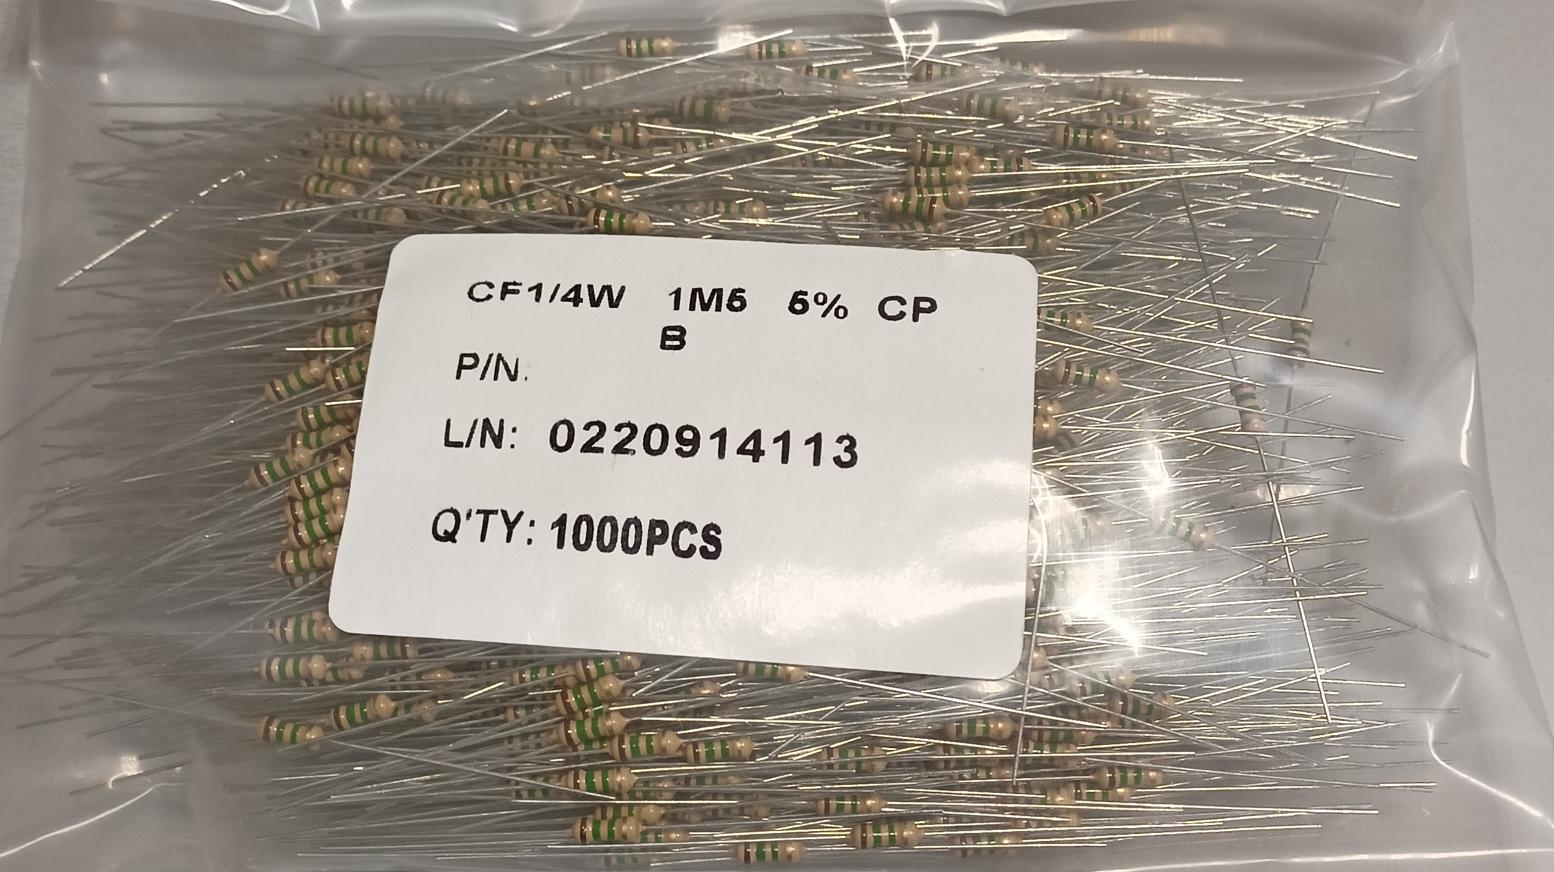 CF1/4W 1M5 5% CP
B
P/N:
L/N: 0220914113
Q'TY: 1000PCS